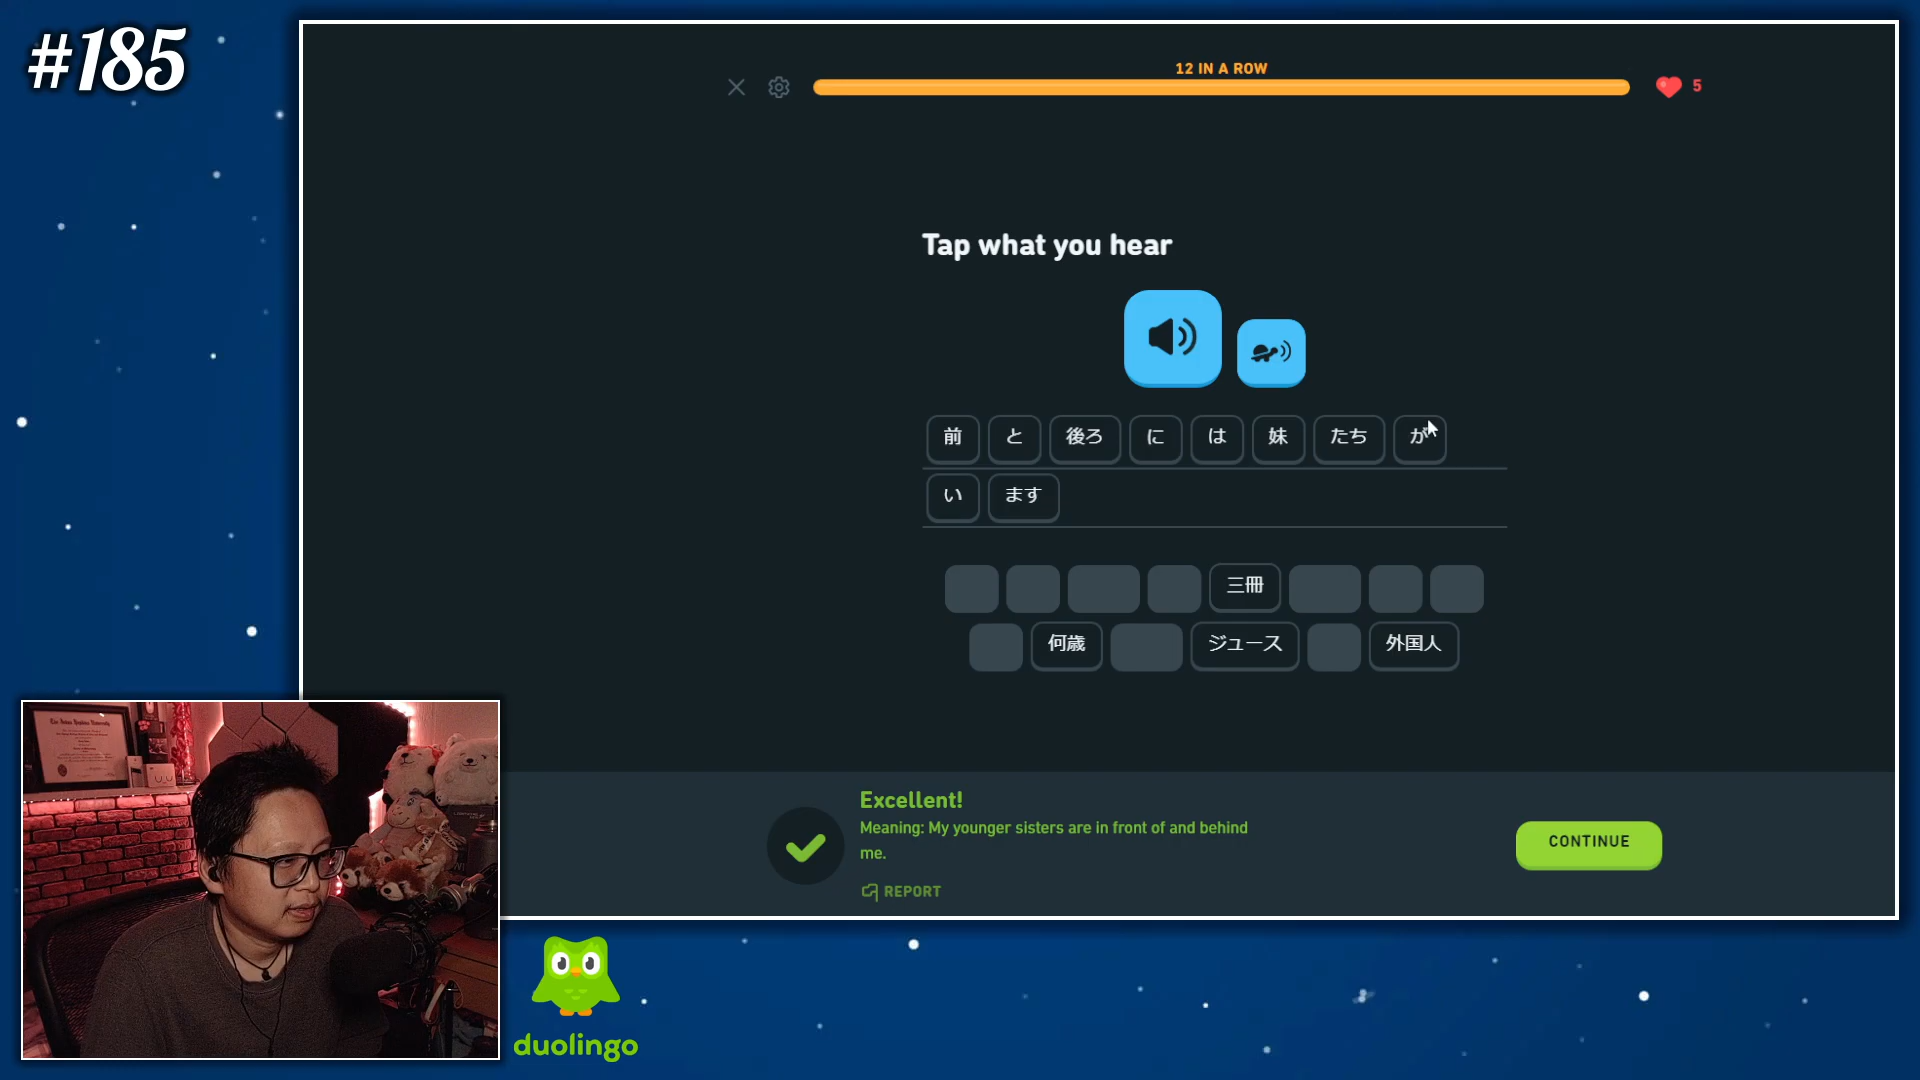 #185
12 IN A ROW
5
Tap what you hear
前 と 後ろ に は 妹 たち が
い ます
三冊
何歳 ジュース 外国人
Excellent!
Meaning: My younger sisters are in front of and behind
me.
REPORT
CONTINUE
duolingo